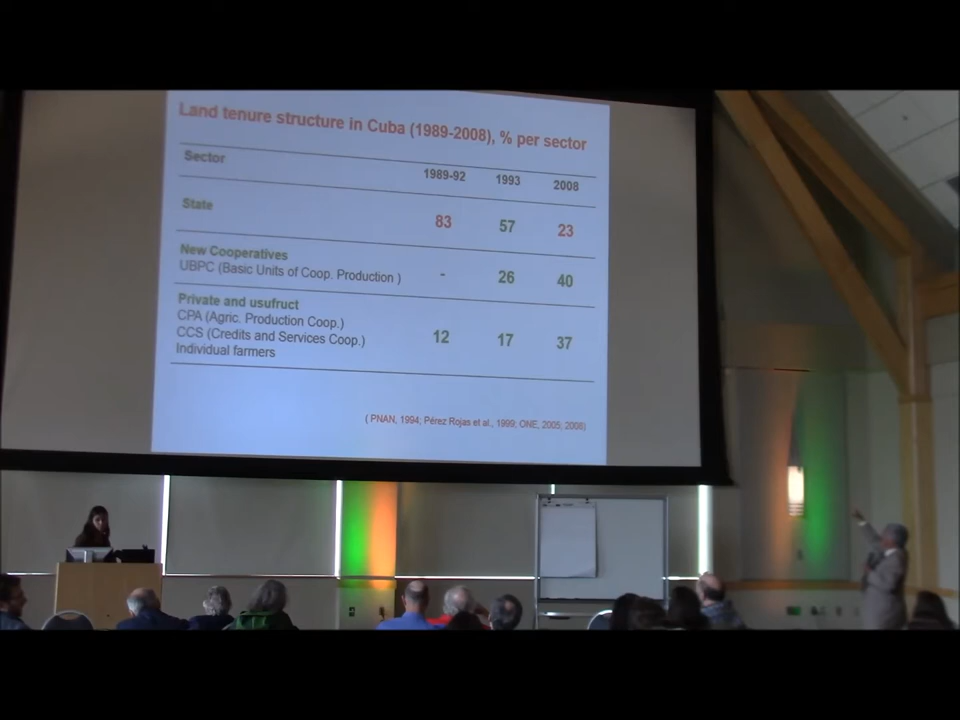 Land tenure structure in Cuba (1989-2008), % per sector
Sector 1989-92 1993 2008
State 83 57 23
New Cooperatives
UBPC (Basic Units of Coop. Production ) - 26 40
Private and usufruct
CPA (Agric. Production Coop.)
CCS (Credits and Services Coop.) 12 17 37
Individual farmers
( PNAN, 1994; Pérez Rojas et al., 1999; ONE, 2005, 2008)